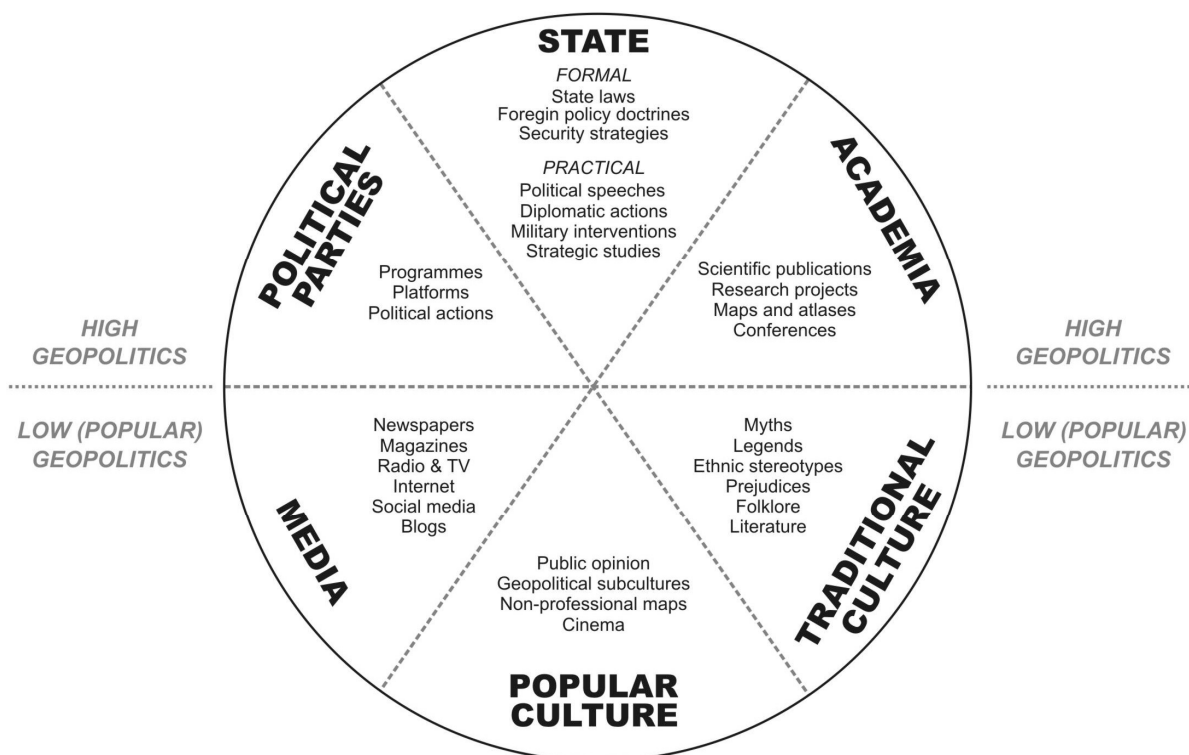 STATE
FORMAL
State laws
Foregin policy doctrines
Security strategies
PRACTICAL
Political speeches
Diplomatic actions
Military interventions
Strategic studies
POLITICAL
PARTIES
Programmes
Platforms
Political actions
ACADEMIA
Scientific publications
Research projects
Maps and atlases
Conferences
HIGH
GEOPOLITICS
HIGH
GEOPOLITICS
LOW (POPULAR)
GEOPOLITICS
LOW (POPULAR)
GEOPOLITICS
MEDIA
Newspapers
Magazines
Radio & TV
Internet
Social media
Blogs
Myths
Legends
Ethnic stereotypes
Prejudices
Folklore
Literature
TRADITIONAL
CULTURE
Public opinion
Geopolitical subcultures
Non-professional maps
Cinema
POPULAR
CULTURE